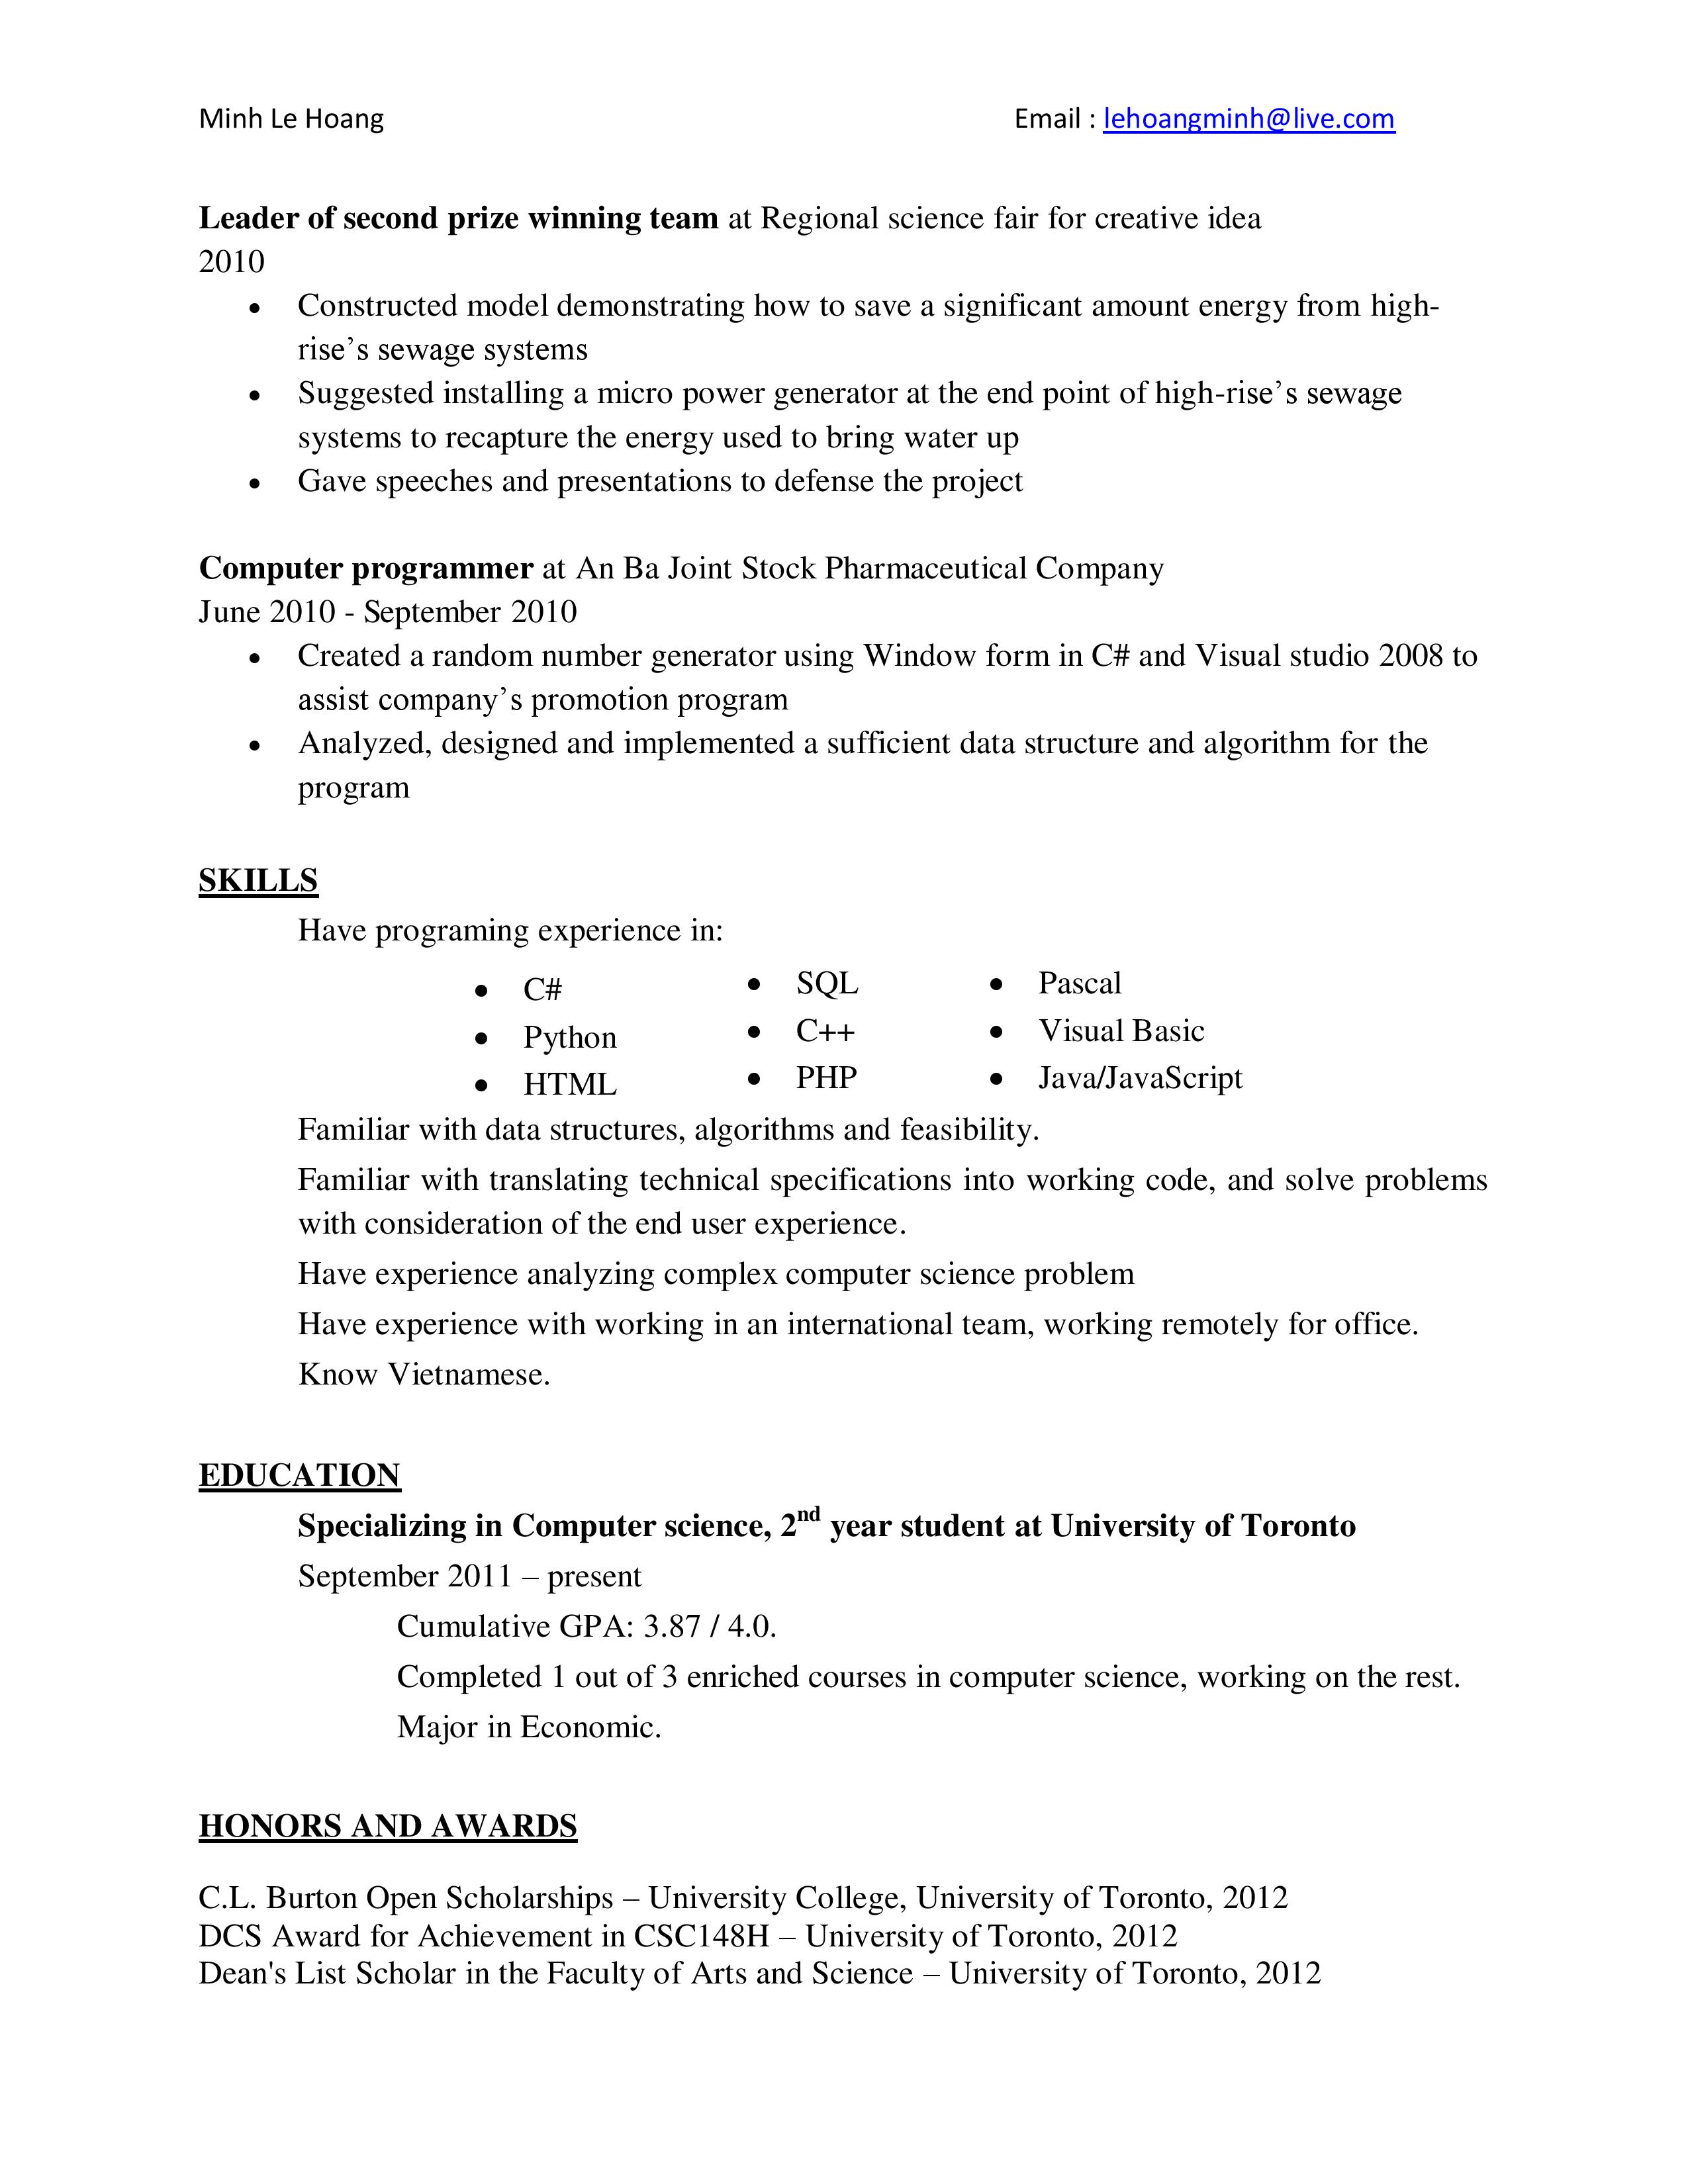 Minh Le Hoang Email : lehoangminh@live.com
Leader of second prize winning team at Regional science fair for creative idea
2010
• Constructed model demonstrating how to save a significant amount energy from high-
rise’s sewage systems
• Suggested installing a micro power generator at the end point of high-rise’s sewage
systems to recapture the energy used to bring water up
• Gave speeches and presentations to defense the project
Computer programmer at An Ba Joint Stock Pharmaceutical Company
June 2010 - September 2010
• Created a random number generator using Window form in C# and Visual studio 2008 to
assist company’s promotion program
• Analyzed, designed and implemented a sufficient data structure and algorithm for the
program
SKILLS
Have programing experience in:
• C# • SQL • Pascal
• Python • C++ • Visual Basic
• HTML • PHP • Java/JavaScript
Familiar with data structures, algorithms and feasibility.
Familiar with translating technical specifications into working code, and solve problems
with consideration of the end user experience.
Have experience analyzing complex computer science problem
Have experience with working in an international team, working remotely for office.
Know Vietnamese.
EDUCATION
Specializing in Computer science, 2nd year student at University of Toronto
September 2011 – present
Cumulative GPA: 3.87 / 4.0.
Completed 1 out of 3 enriched courses in computer science, working on the rest.
Major in Economic.
HONORS AND AWARDS
C.L. Burton Open Scholarships – University College, University of Toronto, 2012
DCS Award for Achievement in CSC148H – University of Toronto, 2012
Dean's List Scholar in the Faculty of Arts and Science – University of Toronto, 2012